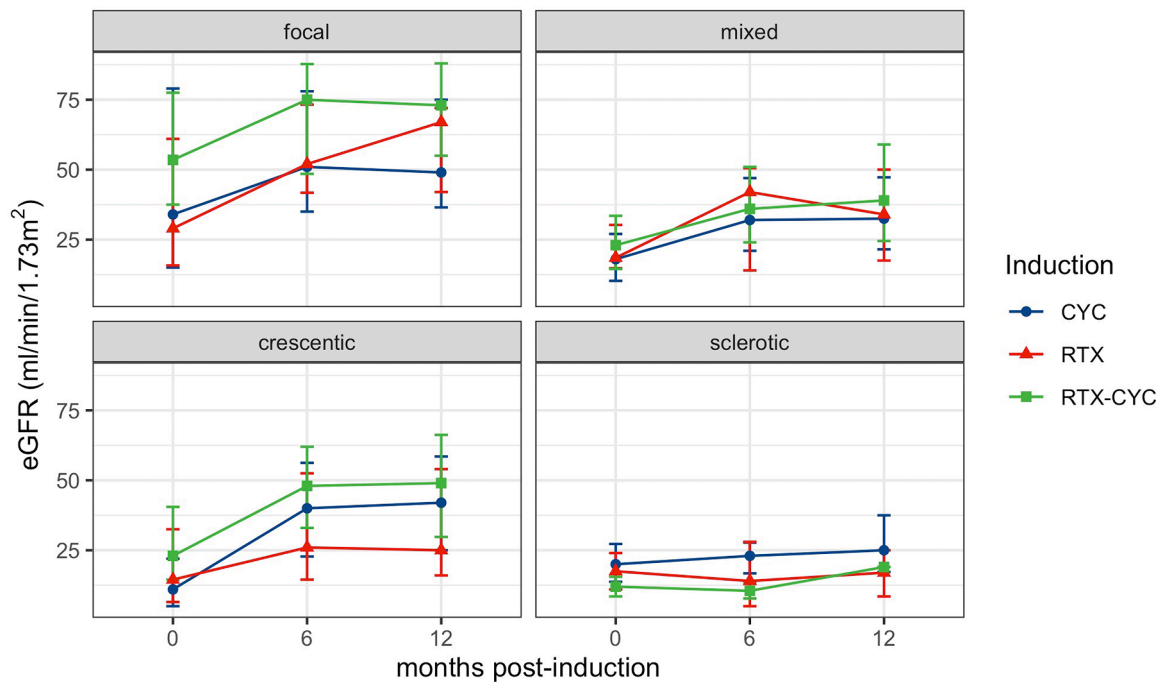 focal
mixed
75
50
25
crescentic
sclerotic
75
50
25
0
6
12
0
6
12
months post-induction
eGFR (ml/min/1.73m²)
Induction
CYC
RTX
RTX-CYC